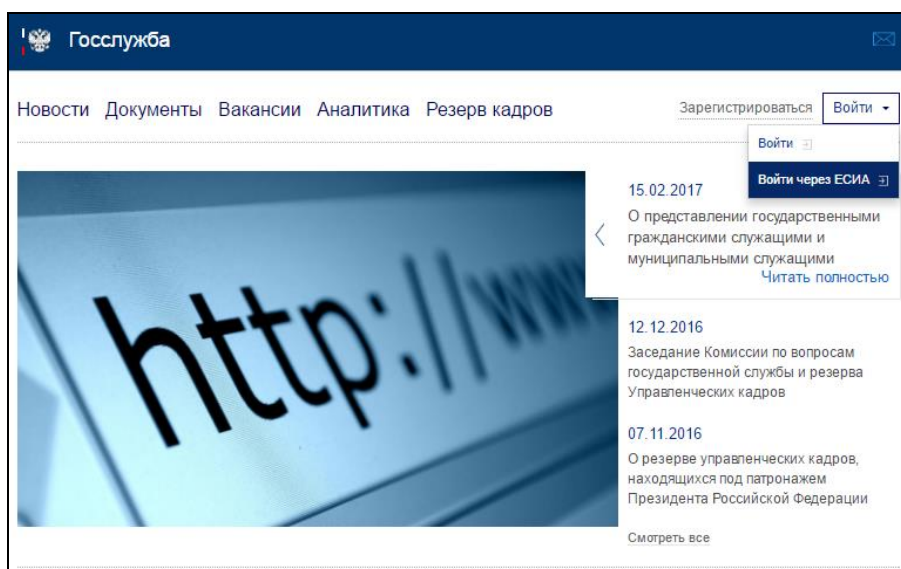 Госслужба
Новости Документы Вакансии Аналитика Резерв кадров
Зарегистрироваться Войти
Войти
Войти через ЕСИА
http://www
15.02.2017
О представлении государственными
гражданскими служащими и
муниципальными служащими
Читать полностью
12.12.2016
Заседание Комиссии по вопросам
государственной службы и резерва
Управленческих кадров
07.11.2016
О резерве управленческих кадров,
находящихся под патронажем
Президента Российской Федерации
Смотреть все